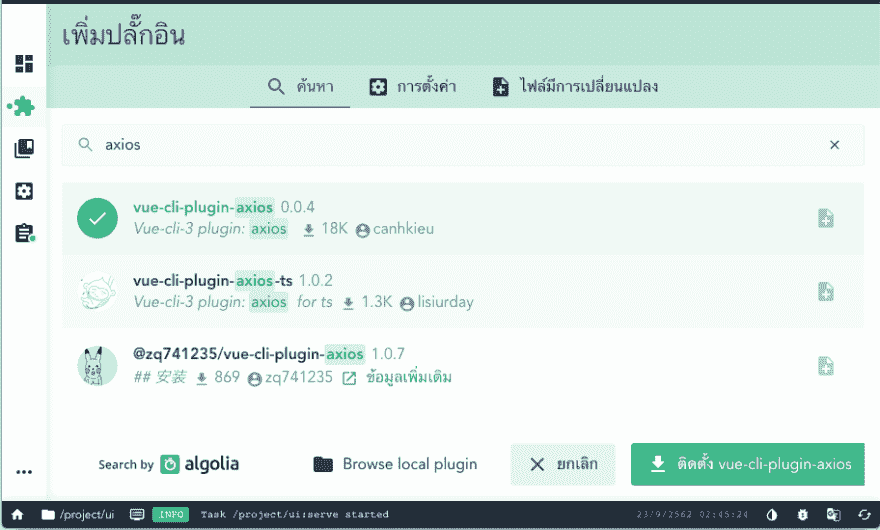 เพิ่มปลั๊กอิน
ค้นหา การตั้งค่า ไฟล์มีการเปลี่ยนแปลง
axios
vue-cli-plugin-axios 0.0.4
Vue-cli-3 plugin: axios 18K canhkieu
vue-cli-plugin-axios-ts 1.0.2
Vue-cli-3 plugin: axios for ts 1.3K lisiurday
@zq741235/vue-cli-plugin-axios 1.0.7
## 安装 869 zq741235 ข้อมูลเพิ่มเติม
Search by algolia Browse local plugin ยกเลิก ติดตั้ง vue-cli-plugin-axios
/project/ui INFO Task /project/ui:serve started 23/9/2562 02:45:24